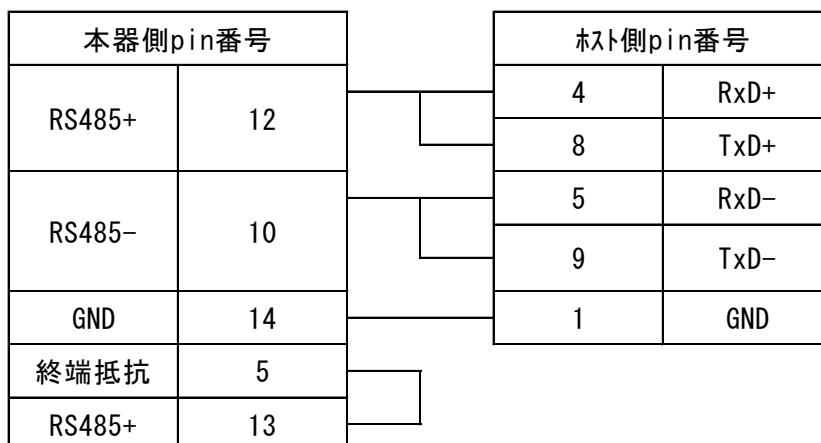 本器側pin番号
RS485+ 12
RS485- 10
GND 14
終端抵抗 5
RS485+ 13
ﾎｽﾄ側pin番号
4 RxD+
8 TxD+
5 RxD-
9 TxD-
1 GND